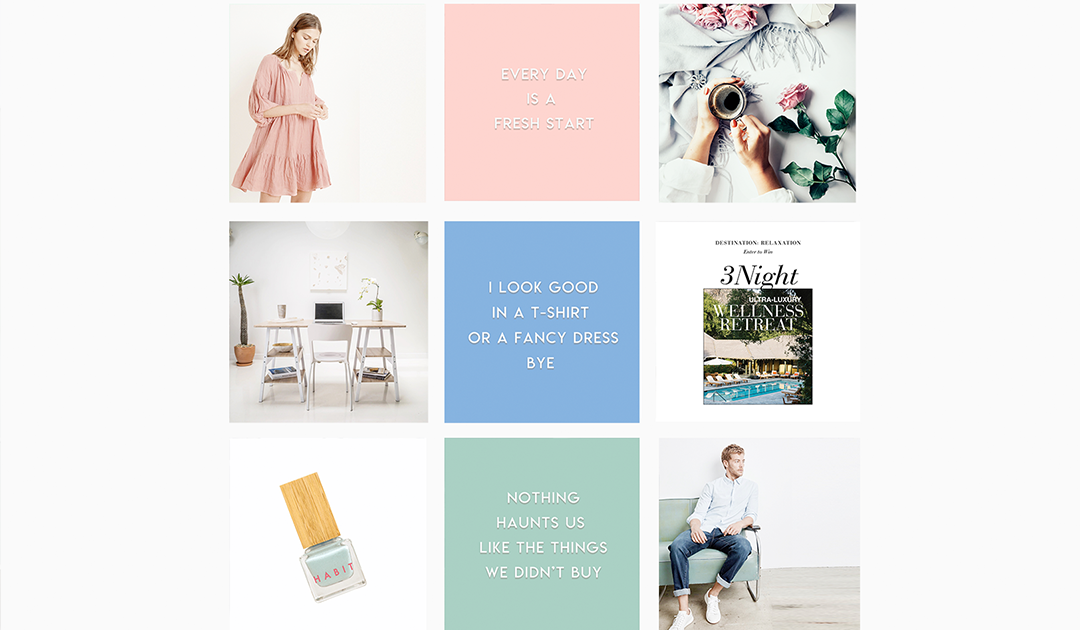 EVERY DAY
IS A
FRESH START
I LOOK GOOD
IN A T-SHIRT
OR A FANCY DRESS
BYE
DESTINATION: RELAXATION
Enter to Win
3Night
ULTRA-LUXURY
WELLNESS
RETREAT
HABIT
NOTHING
HAUNTS US
LIKE THE THINGS
WE DIDN'T BUY